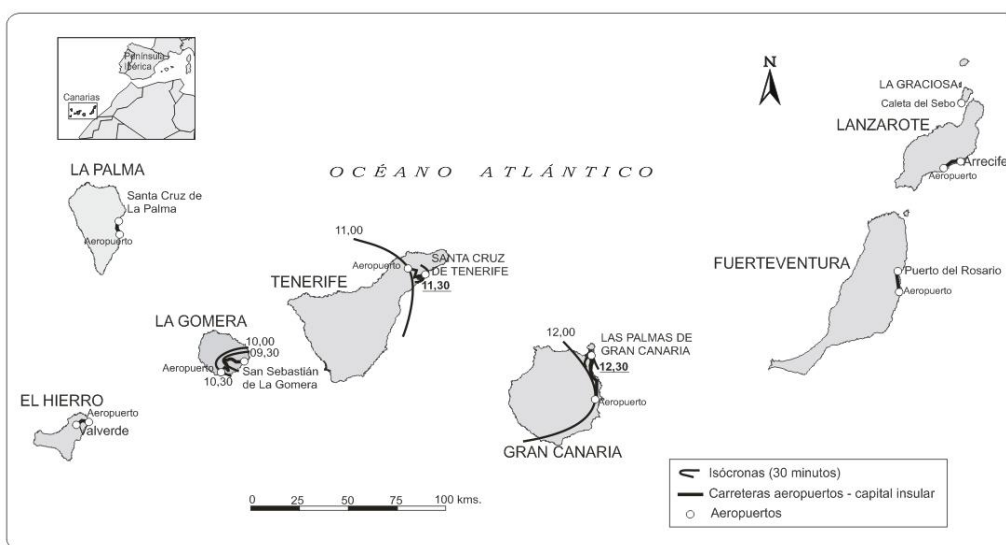 Península
Ibérica
Canarias
N
LA GRACIOSA
Caleta del Sebo
LANZAROTE
Arrecife
Aeropuerto
LA PALMA
Santa Cruz de
La Palma
Aeropuerto
OCÉANO ATLÁNTICO
11,00
Aeropuerto
SANTA CRUZ
DE TENERIFE
11,30
TENERIFE
FUERTEVENTURA
Puerto del Rosario
Aeropuerto
LA GOMERA
10,00
09,30
Aeropuerto
San Sebastián
de La Gomera
10,30
12,00
LAS PALMAS DE
GRAN CANARIA
12,30
Aeropuerto
GRAN CANARIA
EL HIERRO
Aeropuerto
Valverde
0 25 50 75 100 kms.
Isócronas (30 minutos)
Carreteras aeropuertos - capital insular
Aeropuertos